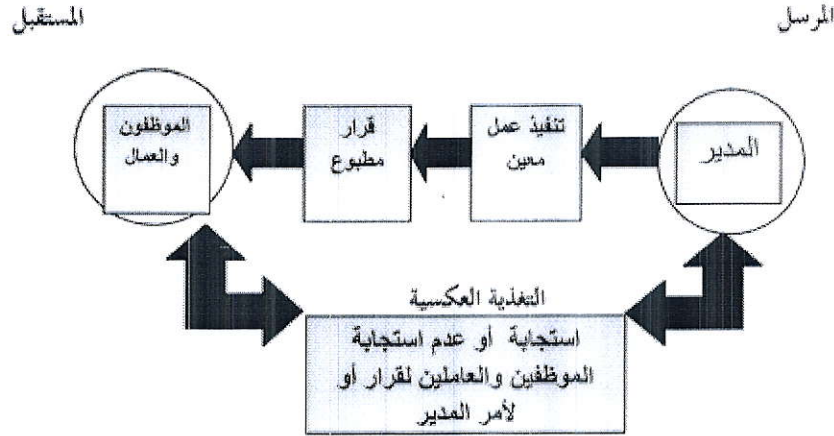 المرسل
المستقبل
المدير
تنفيذ عمل
معين
قرار
مطبوع
الموظفون
والعمال
التغذية العكسية
استجابة أو عدم استجابة
الموظفين والعاملين لقرار أو
لأمر المدير